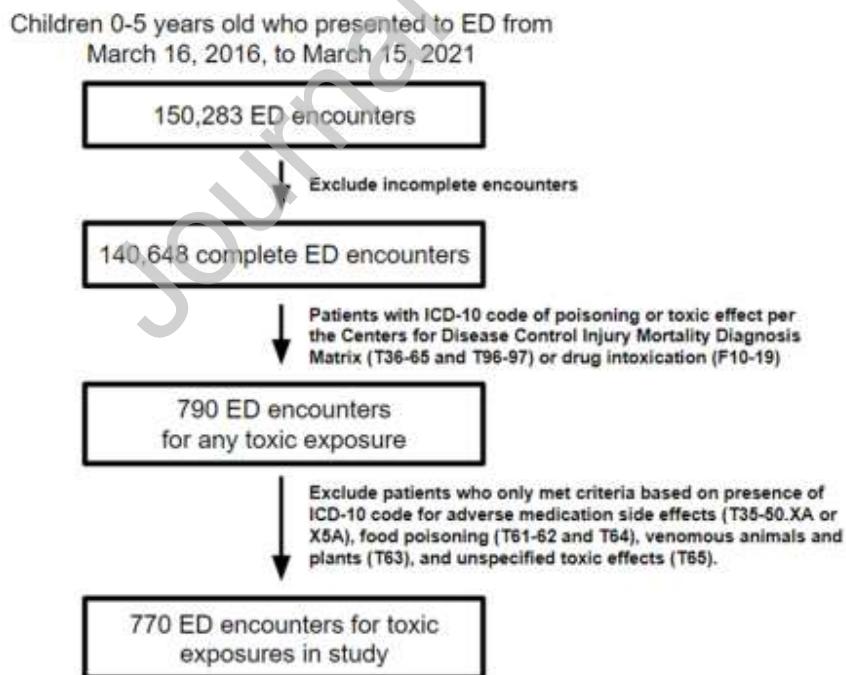 Children 0-5 years old who presented to ED from
March 16, 2016, to March 15, 2021
150,283 ED encounters
Exclude incomplete encounters
140,648 complete ED encounters
Patients with ICD-10 code of poisoning or toxic effect per
the Centers for Disease Control Injury Mortality Diagnosis
Matrix (T36-65 and T96-97) or drug intoxication (F10-19)
790 ED encounters
for any toxic exposure
Exclude patients who only met criteria based on presence of
ICD-10 code for adverse medication side effects (T35-50.XA or
X5A), food poisoning (T61-62 and T64), venomous animals and
plants (T63), and unspecified toxic effects (T65).
770 ED encounters for toxic
exposures in study
Journal